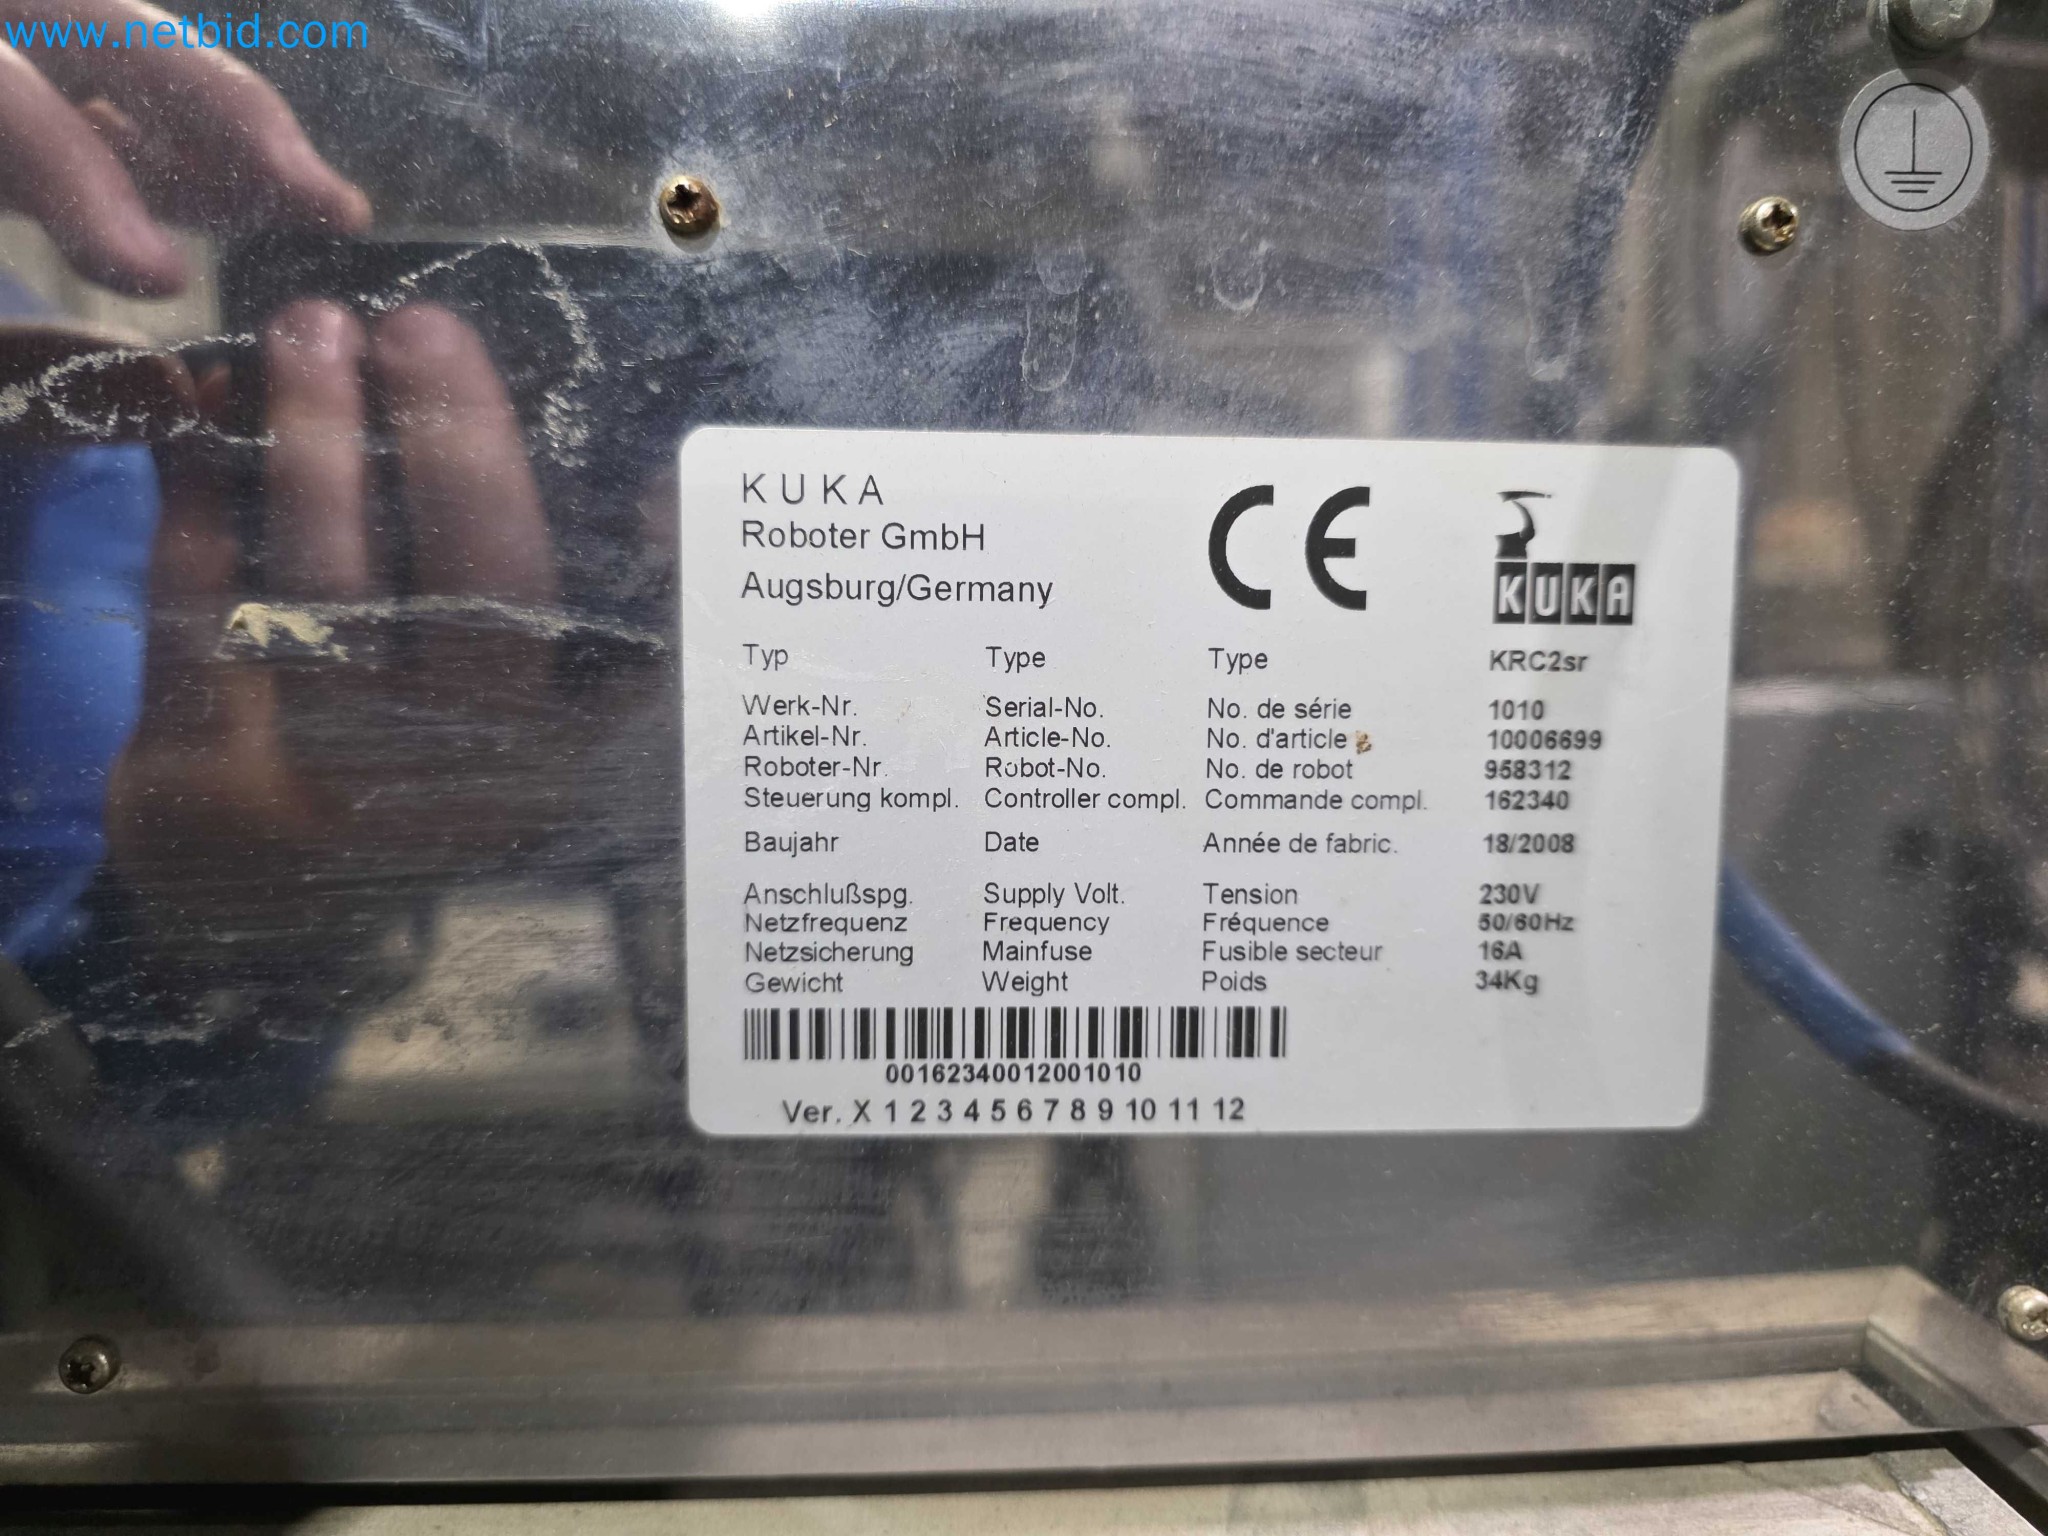 www.netbid.com
KUKA
Roboter GmbH
Augsburg/Germany
CE
KUKA
Typ Type Type KRC2sr
Werk-Nr. Serial-No. No. de série 1010
Artikel-Nr. Article-No. No. d'article 10006699
Roboter-Nr. Robot-No. No. de robot 958312
Steuerung kompl. Controller compl. Commande compl. 162340
Baujahr Date Année de fabric. 18/2008
Anschlußspg. Supply Volt. Tension 230V
Netzfrequenz Frequency Fréquence 50/60Hz
Netzsicherung Mainfuse Fusible secteur 16A
Gewicht Weight Poids 34Kg
00162340012001010
Ver. X 1 2 3 4 5 6 7 8 9 10 11 12